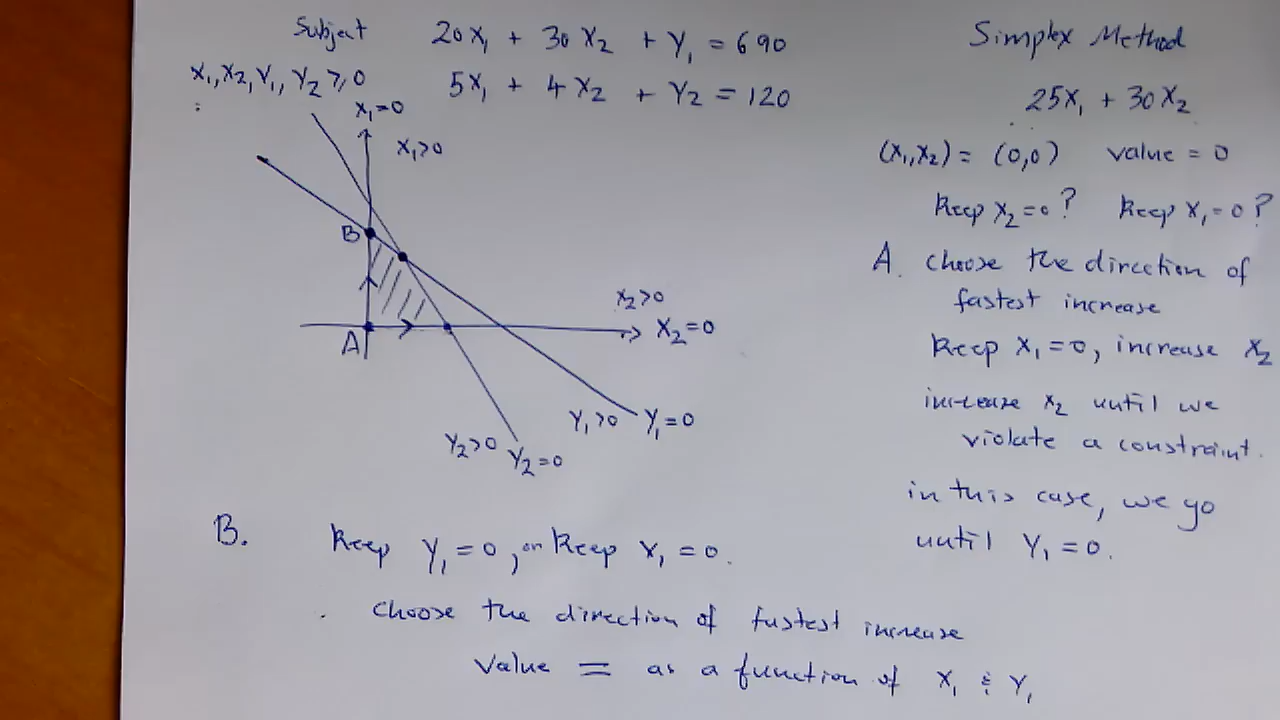 Subject 20X₁ + 30X₂ + Y₁ = 690
X₁, X₂, Y₁, Y₂ ≥ 0 5X₁ + 4X₂ + Y₂ = 120
X₁=0
X₁>0
B
A
X₂>0
X₂=0
Y₁>0 Y₁=0
Y₂>0 Y₂=0
Simplex Method
25X₁ + 30X₂
(X₁,X₂) = (0,0) value = 0
Keep X₂=0? Keep X₁=0?
A. Choose the direction of
fastest increase
Keep X₁=0, increase X₂
increase X₂ until we
violate a constraint.
in this case, we go
until Y₁=0.
B. Keep Y₁=0, or Keep X₁=0.
Choose the direction of fastest increase
Value = as a function of X₁ & Y₁